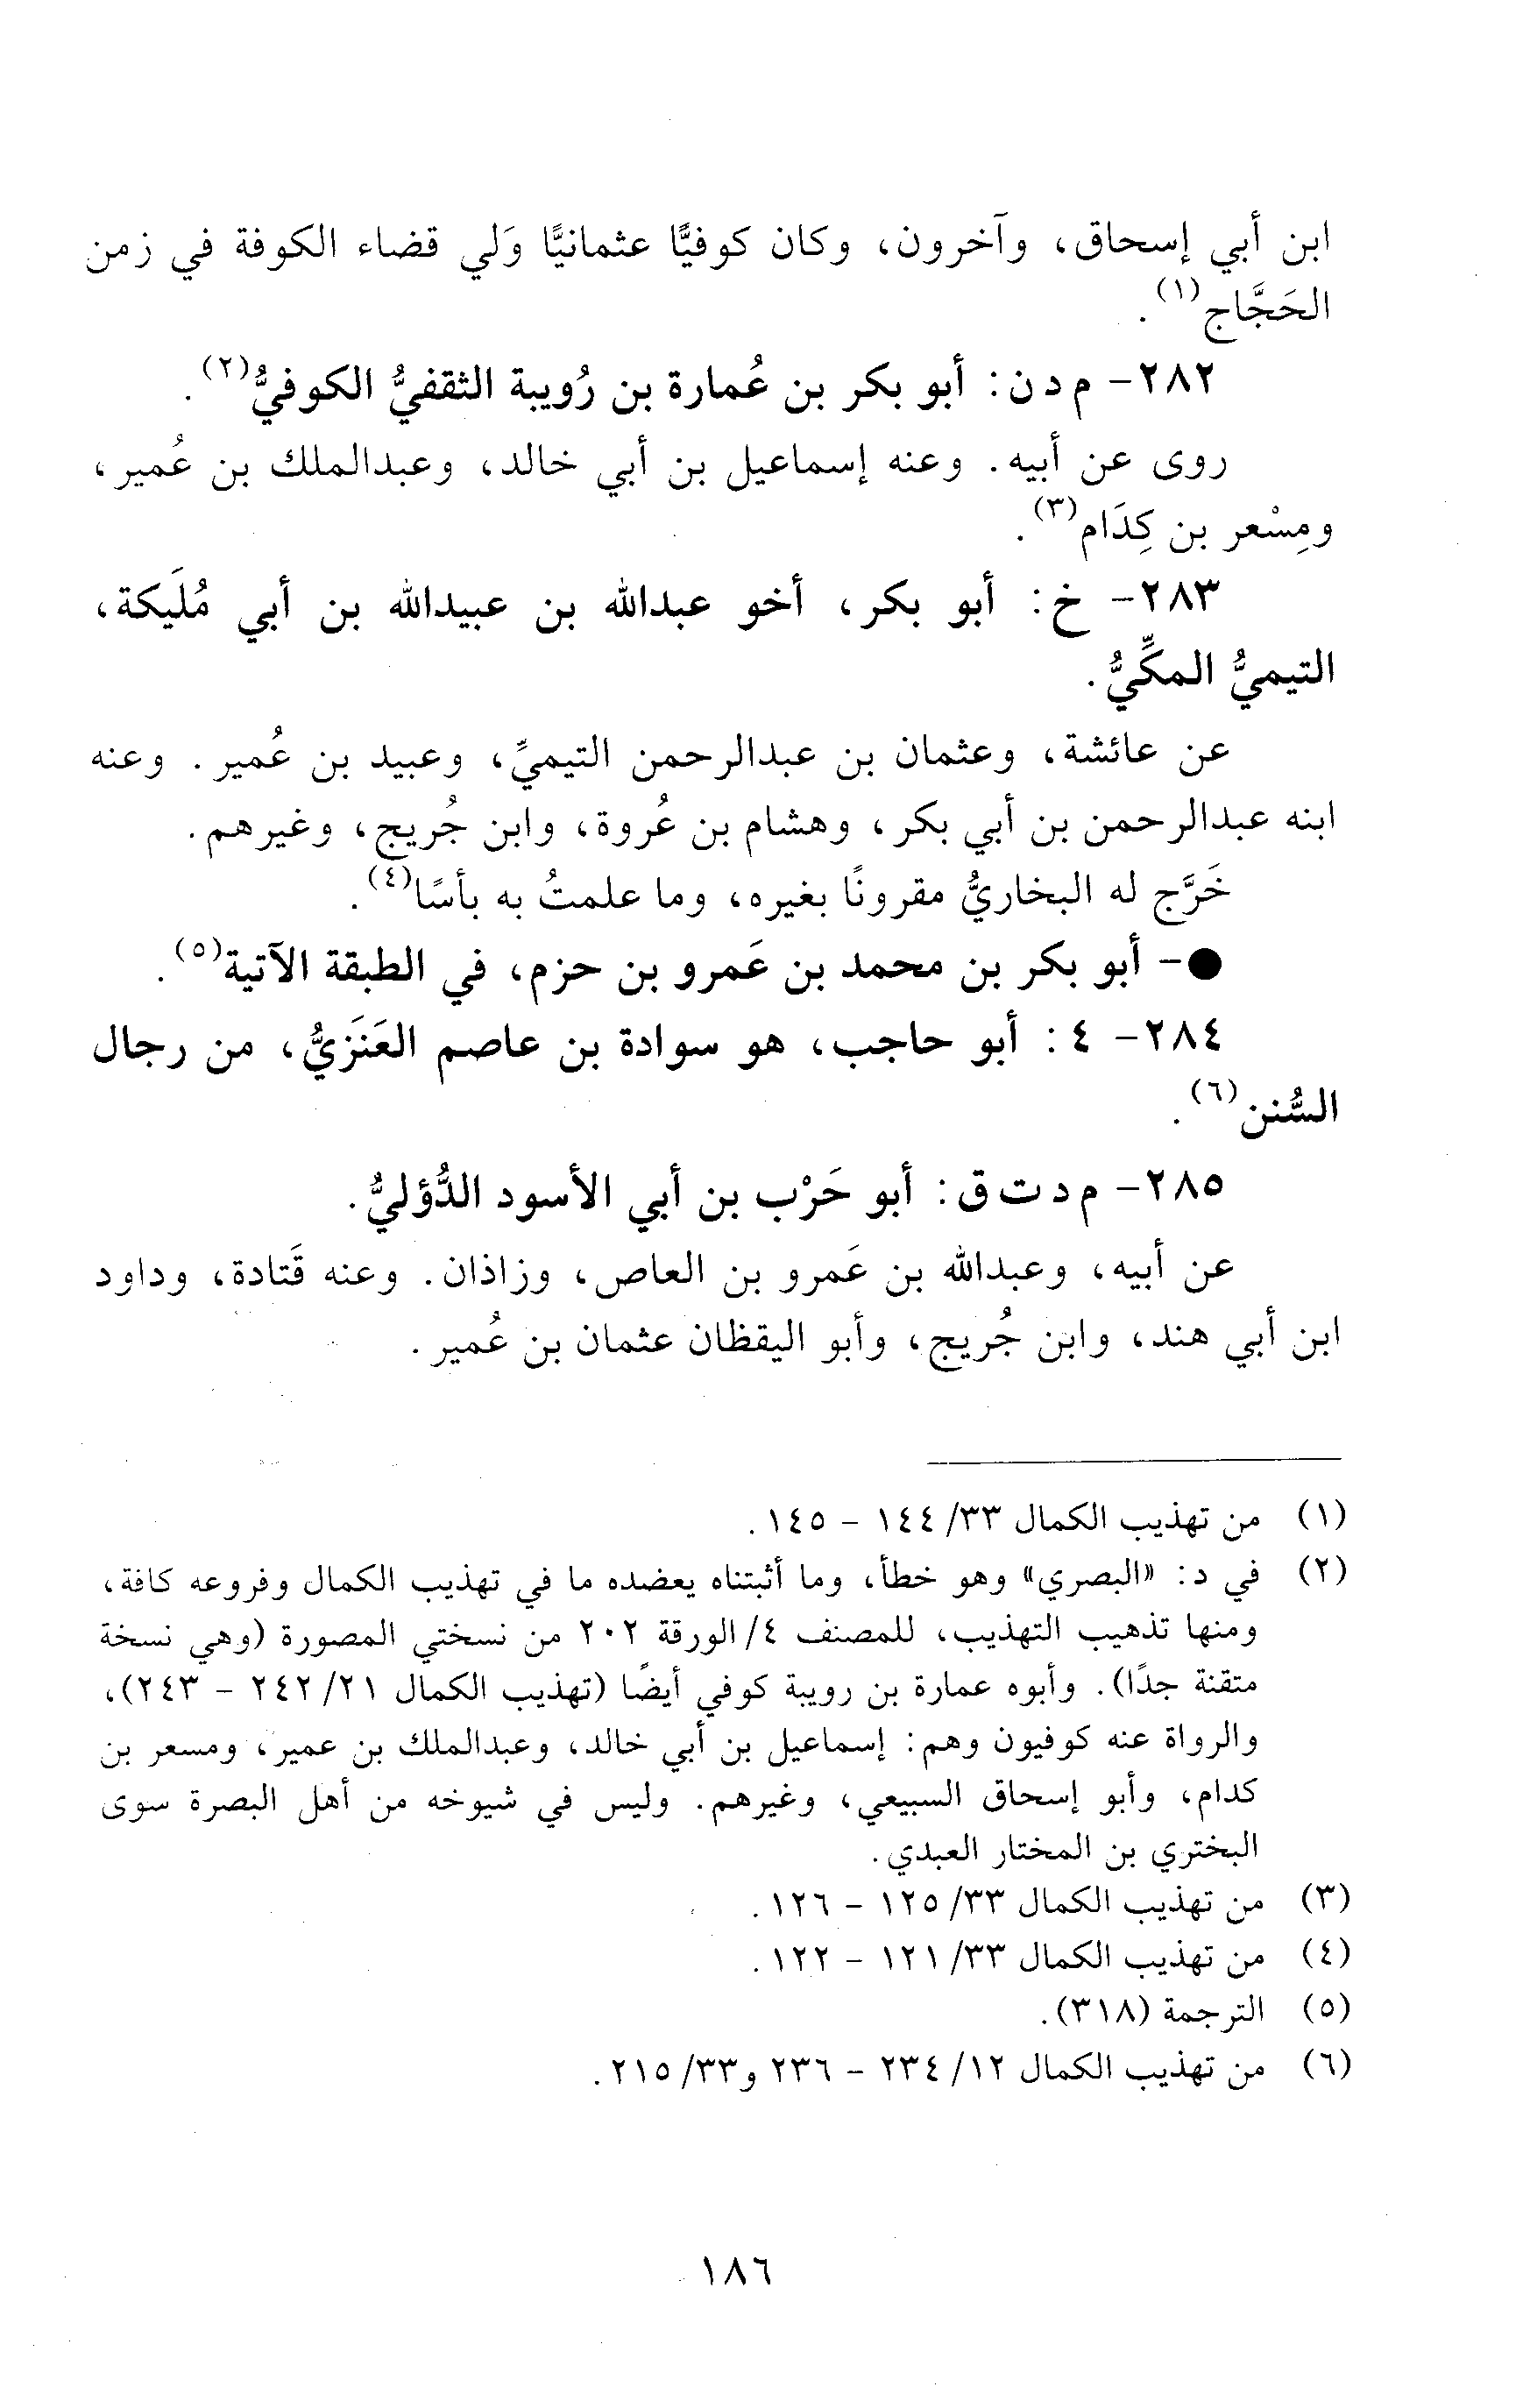 ابن أبي إسحاق، وآخرون، وكان كوفيًّا عثمانيًّا وَلي قضاء الكوفة في زمن
الحَجَّاج(١).
٢٨٢- م د ن: أبو بكر بن عُمارة بن رُويبة الثقفيُّ الكوفيُّ(٢).
روى عن أبيه. وعنه إسماعيل بن أبي خالد، وعبدالملك بن عُمير،
ومِسْعر بن كِدَام(٣).
٢٨٣- خ: أبو بكر، أخو عبدالله بن عبيدالله بن أبي مُلَيكة،
التيميُّ المكِّيُّ.
عن عائشة، وعثمان بن عبدالرحمن التيميِّ، وعبيد بن عُمير. وعنه
ابنه عبدالرحمن بن أبي بكر، وهشام بن عُروة، وابن جُريج، وغيرهم.
خَرَّج له البخاريُّ مقرونًا بغيره، وما علمتُ به بأسًا(٤).
●- أبو بكر بن محمد بن عَمرو بن حزم، في الطبقة الآتية(٥).
٢٨٤- ٤: أبو حاجب، هو سوادة بن عاصم العَنَزيُّ، من رجال
السُّنن(٦).
٢٨٥- م د ت ق: أبو حَرْب بن أبي الأسود الدُّؤليُّ.
عن أبيه، وعبدالله بن عَمرو بن العاص، وزاذان. وعنه قَتادة، وداود
ابن أبي هند، وابن جُريج، وأبو اليقظان عثمان بن عُمير.
(١) من تهذيب الكمال ٣٣/ ١٤٤ - ١٤٥.
(٢) في د: «البصري» وهو خطأ، وما أثبتناه يعضده ما في تهذيب الكمال وفروعه كافة،
ومنها تذهيب التهذيب، للمصنف ٤/ الورقة ٢٠٢ من نسختي المصورة (وهي نسخة
متقنة جدًا). وأبوه عمارة بن رويبة كوفي أيضًا (تهذيب الكمال ٢١/ ٢٤٢ - ٢٤٣)،
والرواة عنه كوفيون وهم: إسماعيل بن أبي خالد، وعبدالملك بن عمير، ومسعر بن
كدام، وأبو إسحاق السبيعي، وغيرهم. وليس في شيوخه من أهل البصرة سوى
البختري بن المختار العبدي.
(٣) من تهذيب الكمال ٣٣/ ١٢٥ - ١٢٦.
(٤) من تهذيب الكمال ٣٣/ ١٢١ - ١٢٢.
(٥) الترجمة (٣١٨).
(٦) من تهذيب الكمال ١٢/ ٢٣٤ - ٢٣٦ و٣٣/ ٢١٥.
١٨٦